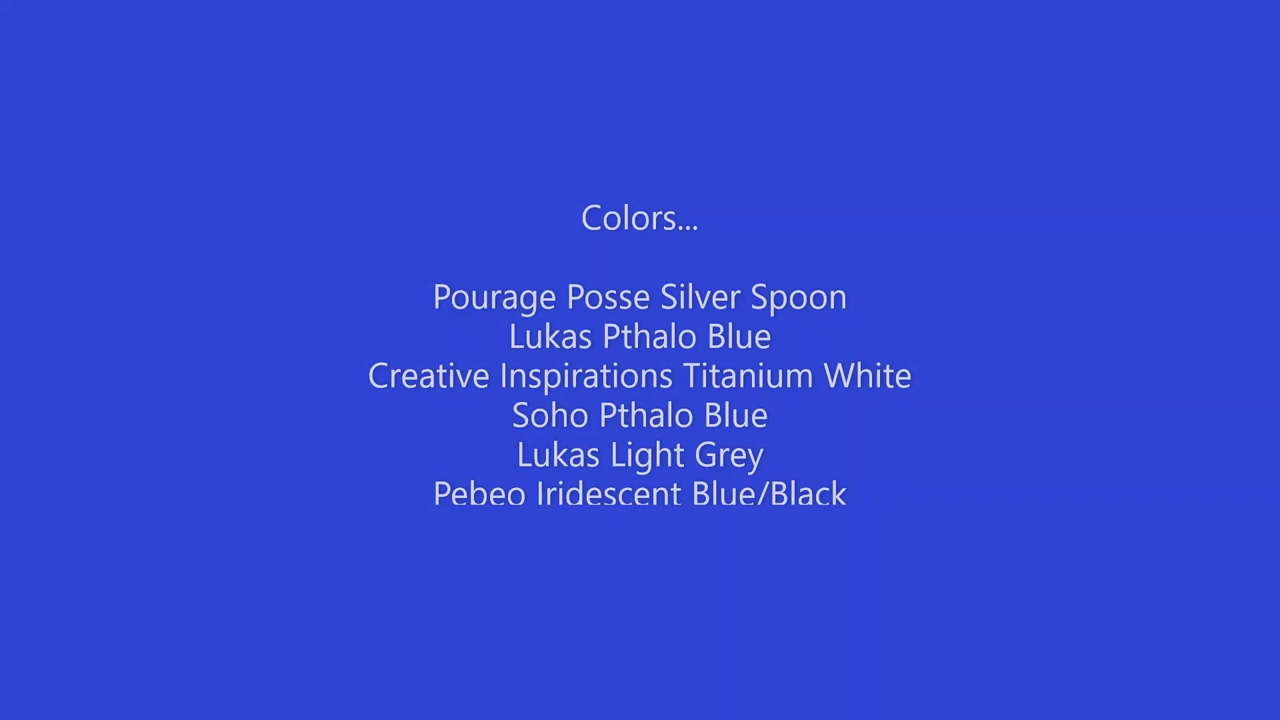 Colors...
Pourage Posse Silver Spoon
Lukas Pthalo Blue
Creative Inspirations Titanium White
Soho Pthalo Blue
Lukas Light Grey
Pebeo Iridescent Blue/Black